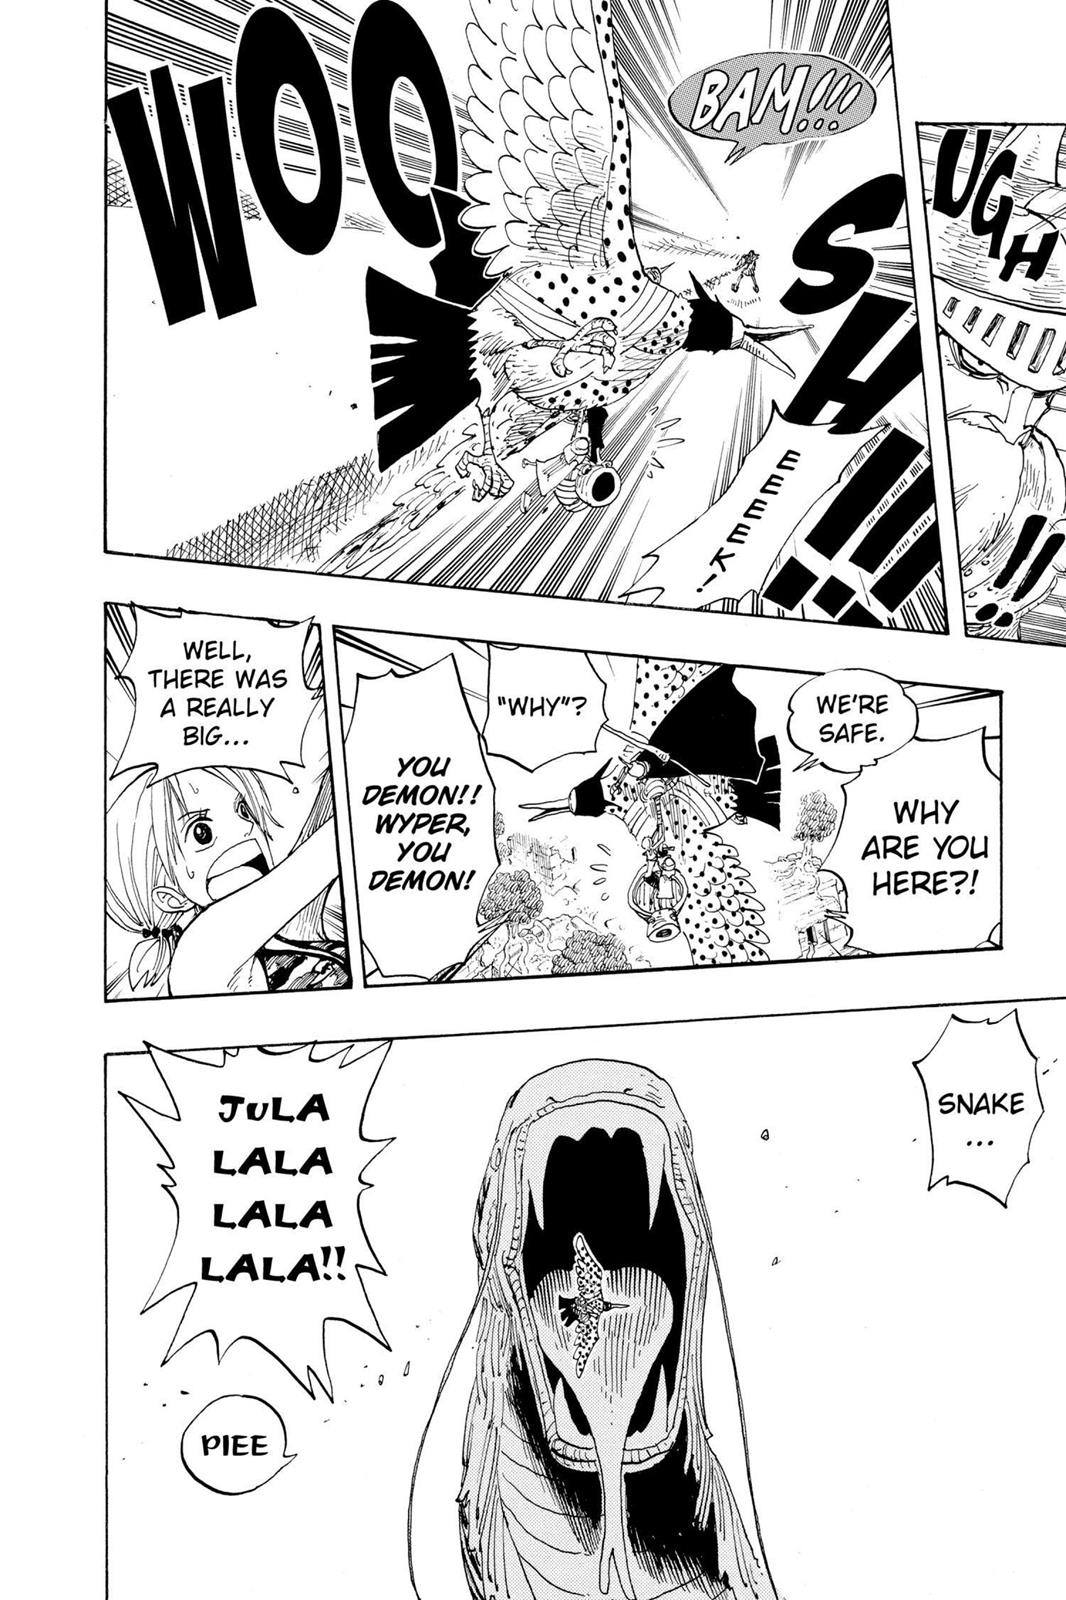 UGH
!!
BAM!!!
WOO
SH!!!
EEEEEK!
WE'RE
SAFE.
WHY
ARE YOU
HERE?!
"WHY"?
YOU
DEMON!!
WYPER,
YOU
DEMON!
WELL,
THERE WAS
A REALLY
BIG...
SNAKE
...
JULA
LALA
LALA
LALA!!
PIEE